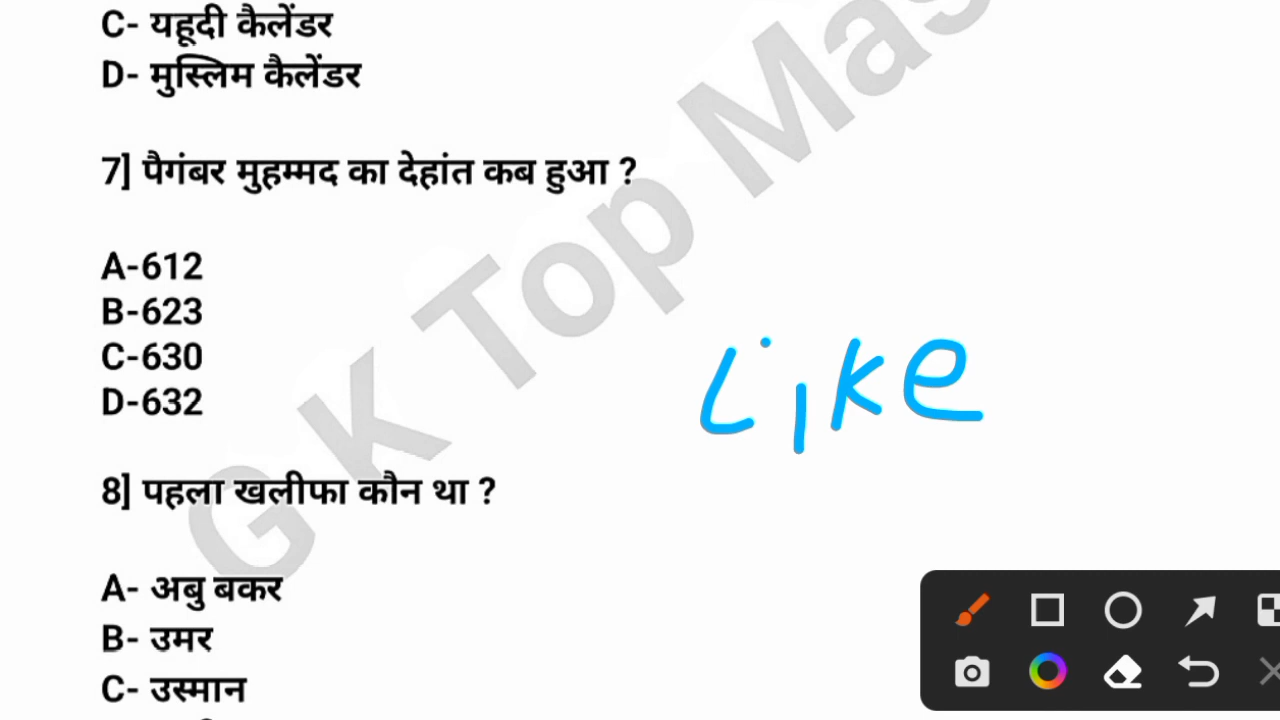 C- यहूदी कैलेंडर
D- मुस्लिम कैलेंडर
7] पैगंबर मुहम्मद का देहांत कब हुआ ?
A-612
B-623
C-630
D-632
Like
8] पहला खलीफा कौन था ?
A- अबु बकर
B- उमर
C- उस्मान
G K Top Mas